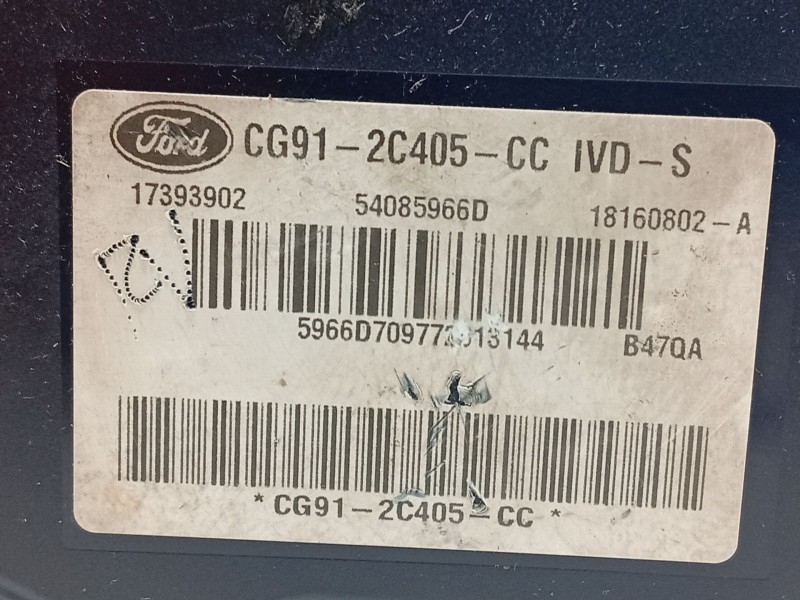 Ford CG91-2C405-CC IVD-S
17393902 54085966D 18160802-A
B47QA
*CG91-2C405-CC*